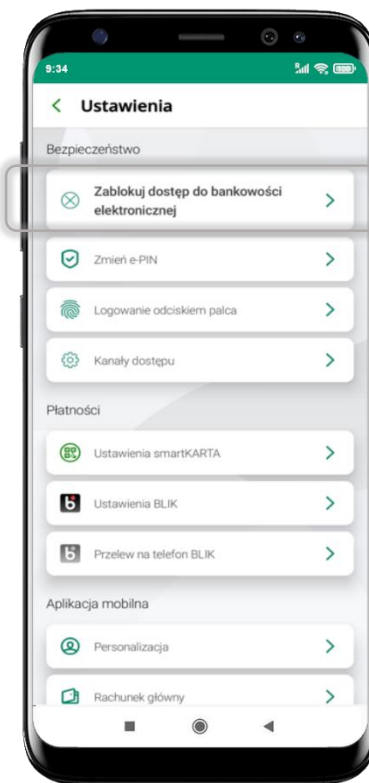 9:34
Ustawienia
Bezpieczeństwo
Zablokuj dostęp do bankowości
elektronicznej
Zmień e-PIN
Logowanie odciskiem palca
Kanały dostępu
Płatności
Ustawienia smartKARTA
Ustawienia BLIK
Przelew na telefon BLIK
Aplikacja mobilna
Personalizacja
Rachunek główny